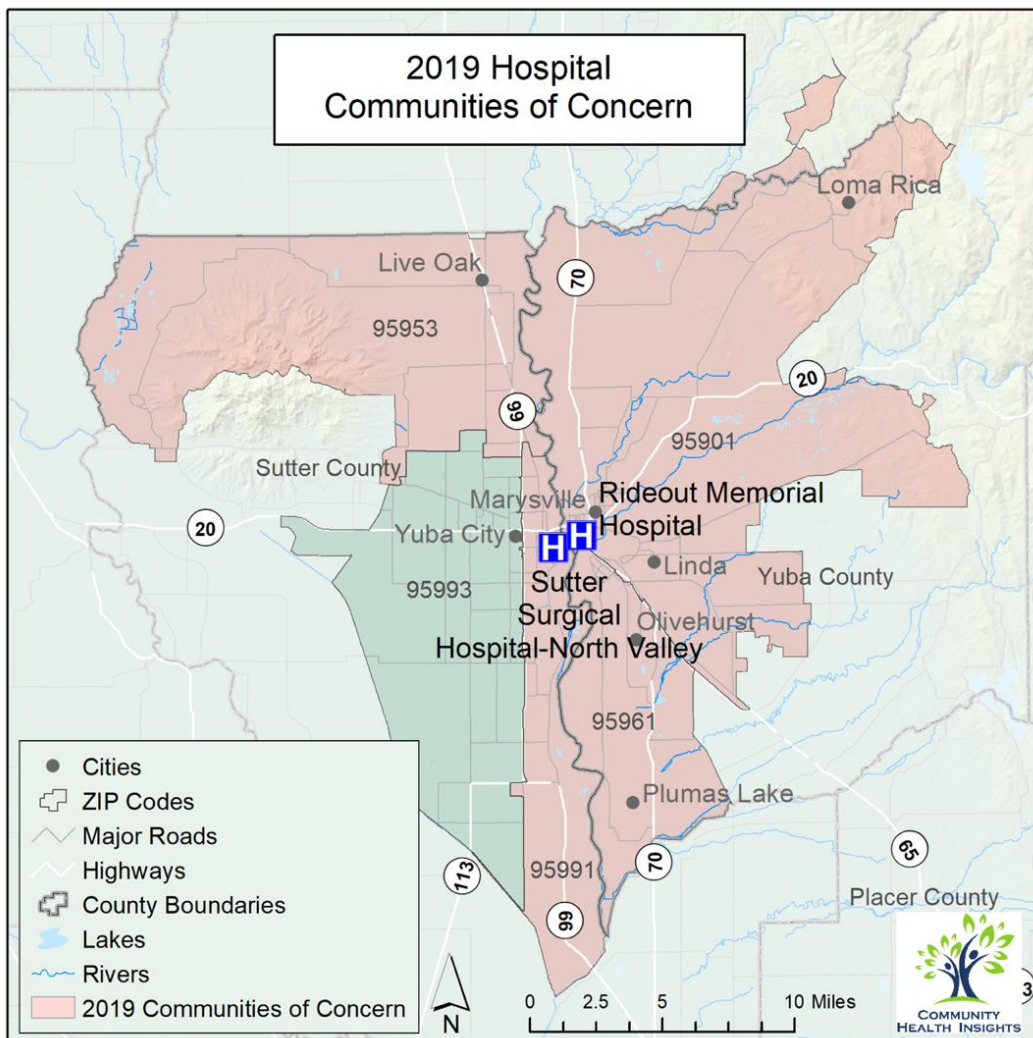 2019 Hospital
Communities of Concern
Loma Rica
Live Oak
70
95953
20
99
95901
Sutter County
Marysville
Rideout Memorial
Hospital
20
Yuba City
H
H
Linda
95993
Sutter
Surgical
Hospital-North Valley
Yuba County
Olivehurst
95961
Cities
ZIP Codes
Major Roads
Highways
County Boundaries
Lakes
Rivers
2019 Communities of Concern
Plumas Lake
113
95991
70
65
99
Placer County
N
0 2.5 5 10 Miles
3
COMMUNITY
HEALTH INSIGHTS